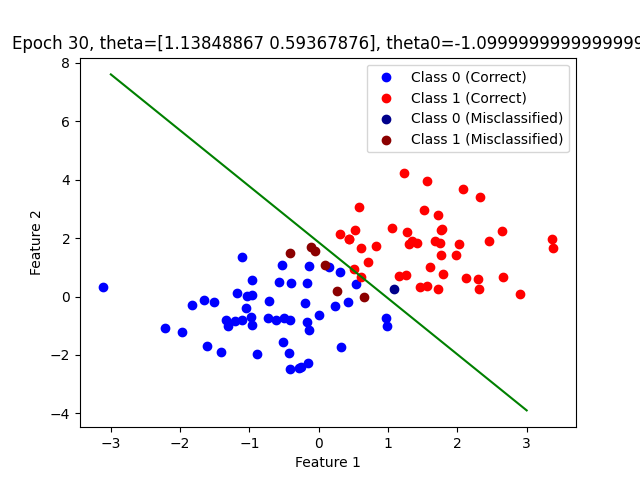 Epoch 30, theta=[1.13848867 0.59367876], theta0=-1.0999999999999999
Class 0 (Correct)
Class 1 (Correct)
Class 0 (Misclassified)
Class 1 (Misclassified)
8
6
4
2
0
−2
−4
Feature 2
−3
−2
−1
0
1
2
3
Feature 1